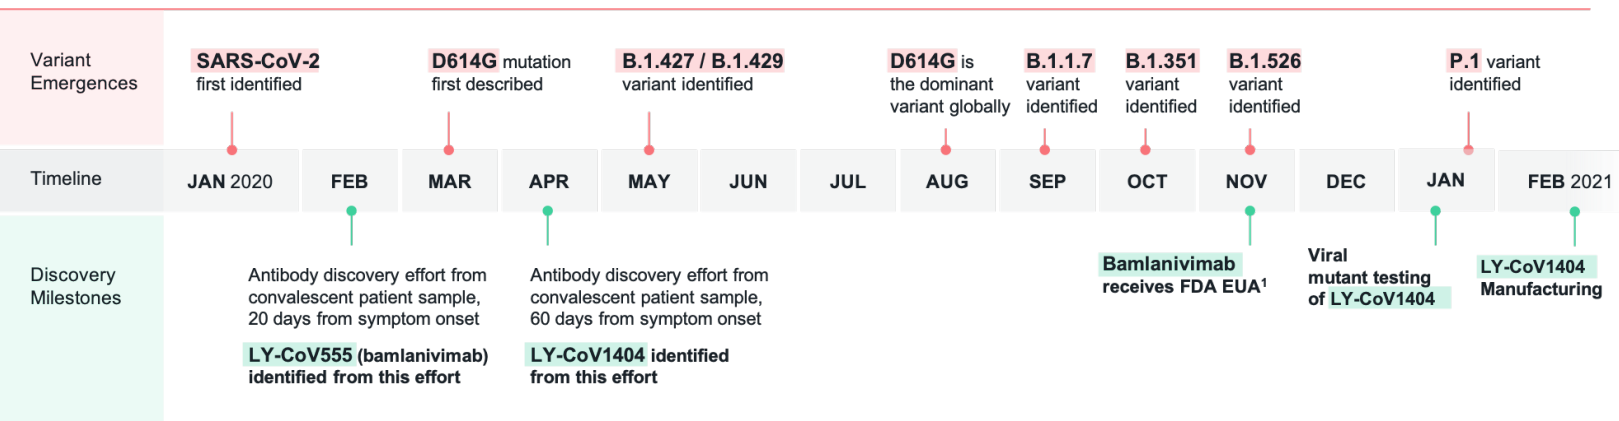 Variant
Emergences
SARS-CoV-2
first identified
D614G mutation
first described
B.1.427 / B.1.429
variant identified
D614G is
the dominant
variant globally
B.1.1.7
variant
identified
B.1.351
variant
identified
B.1.526
variant
identified
P.1 variant
identified
Timeline
JAN 2020
FEB
MAR
APR
MAY
JUN
JUL
AUG
SEP
OCT
NOV
DEC
JAN
FEB 2021
Discovery
Milestones
Antibody discovery effort from
convalescent patient sample,
20 days from symptom onset
LY-CoV555 (bamlanivimab)
identified from this effort
Antibody discovery effort from
convalescent patient sample,
60 days from symptom onset
LY-CoV1404 identified
from this effort
Bamlanivimab
receives FDA EUA¹
Viral
mutant testing
of LY-CoV1404
LY-CoV1404
Manufacturing